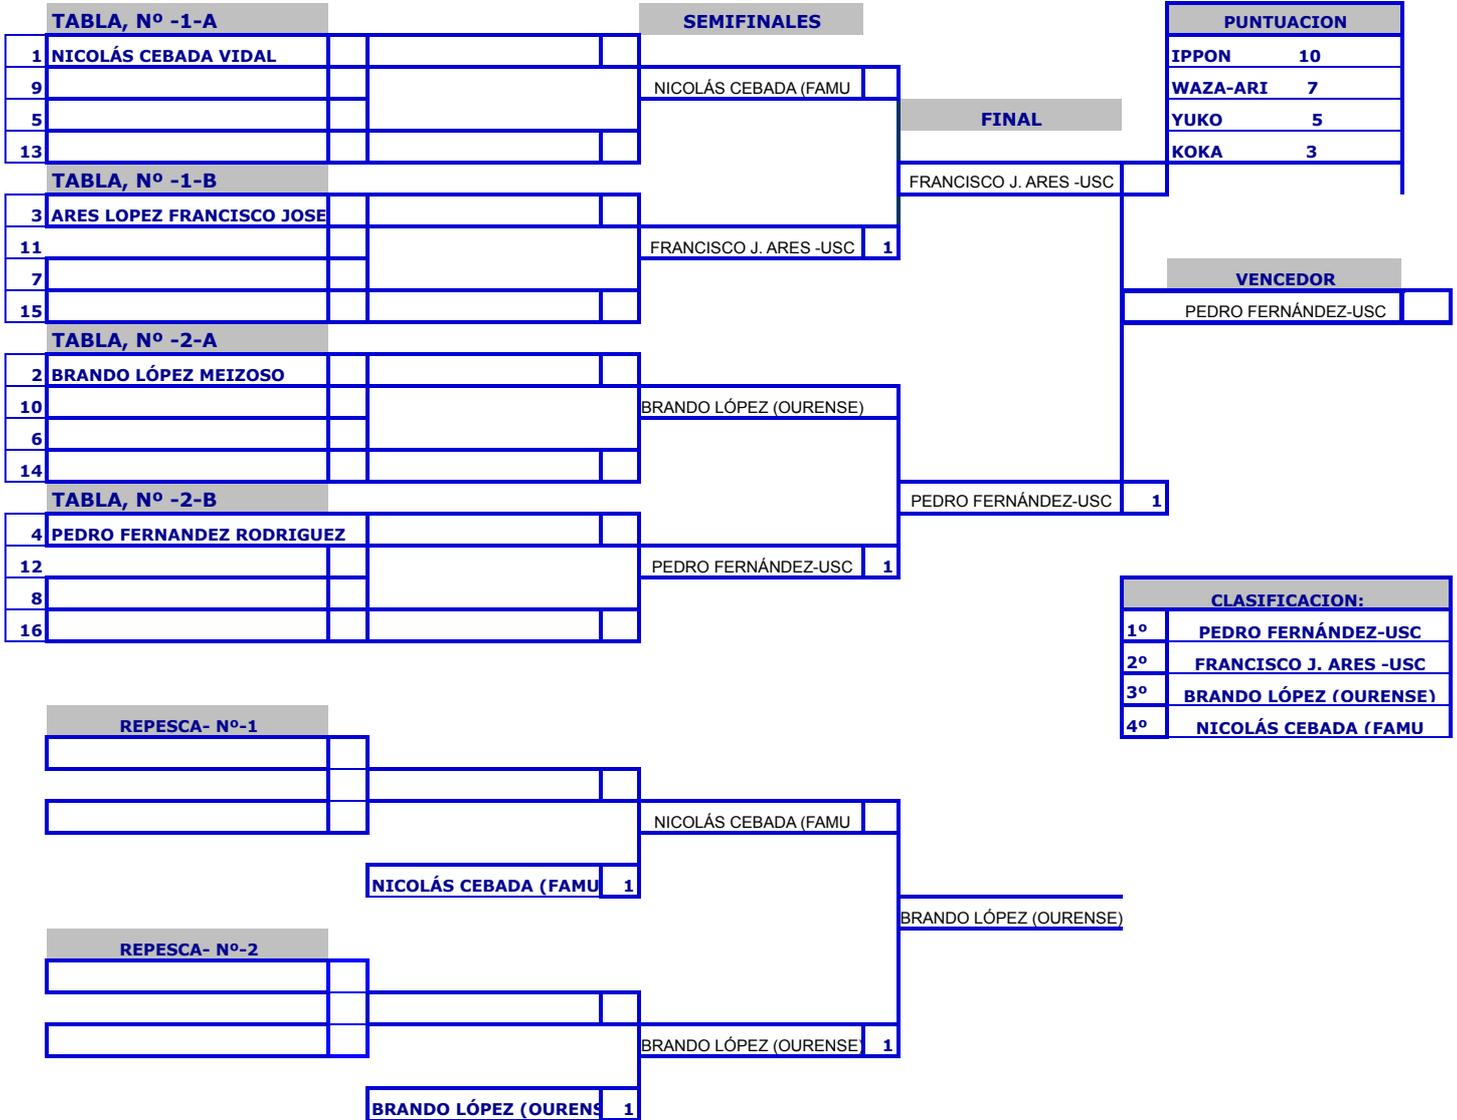 TABLA, Nº -1-A
SEMIFINALES
PUNTUACION
1 NICOLÁS CEBADA VIDAL
IPPON 10
9
NICOLÁS CEBADA (FAMU
WAZA-ARI 7
5
FINAL
YUKO 5
13
KOKA 3
TABLA, Nº -1-B
FRANCISCO J. ARES -USC
3 ARES LOPEZ FRANCISCO JOSE
11
FRANCISCO J. ARES -USC 1
7
VENCEDOR
15
PEDRO FERNÁNDEZ-USC
TABLA, Nº -2-A
2 BRANDO LÓPEZ MEIZOSO
10
BRANDO LÓPEZ (OURENSE)
6
14
TABLA, Nº -2-B
PEDRO FERNÁNDEZ-USC 1
4 PEDRO FERNANDEZ RODRIGUEZ
12
PEDRO FERNÁNDEZ-USC 1
8
CLASIFICACION:
16
1º PEDRO FERNÁNDEZ-USC
2º FRANCISCO J. ARES -USC
3º BRANDO LÓPEZ (OURENSE)
4º NICOLÁS CEBADA (FAMU
REPESCA- Nº-1
NICOLÁS CEBADA (FAMU
NICOLÁS CEBADA (FAMU 1
BRANDO LÓPEZ (OURENSE)
REPESCA- Nº-2
BRANDO LÓPEZ (OURENSE) 1
BRANDO LÓPEZ (OURENS 1